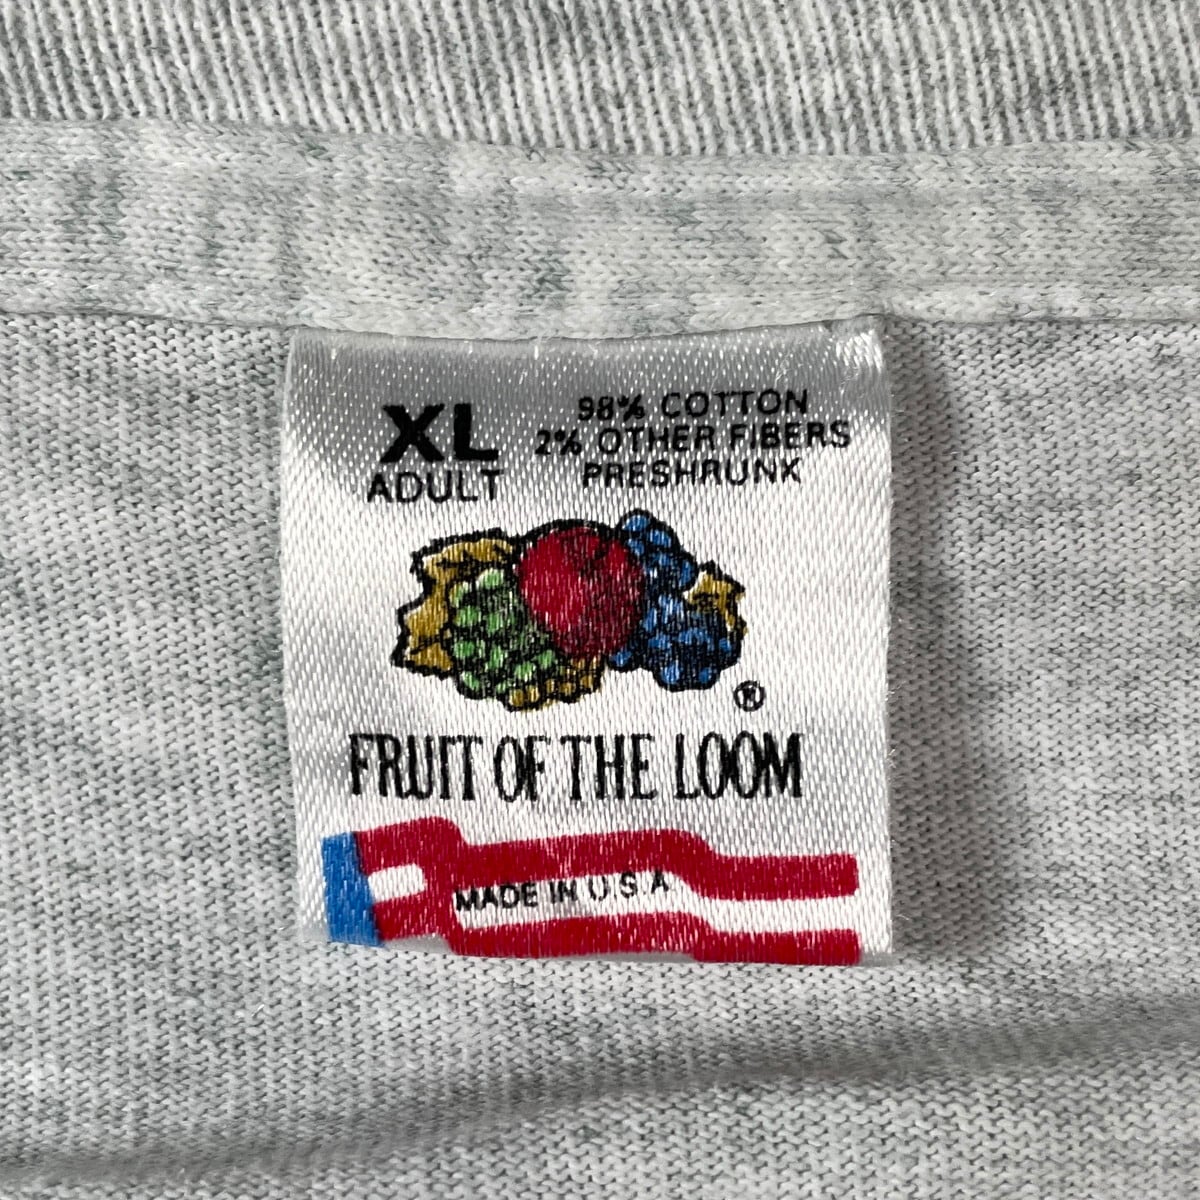 XL
ADULT
98% COTTON
2% OTHER FIBERS
PRESHRUNK
®
FRUIT OF THE LOOM
MADE IN U.S.A.